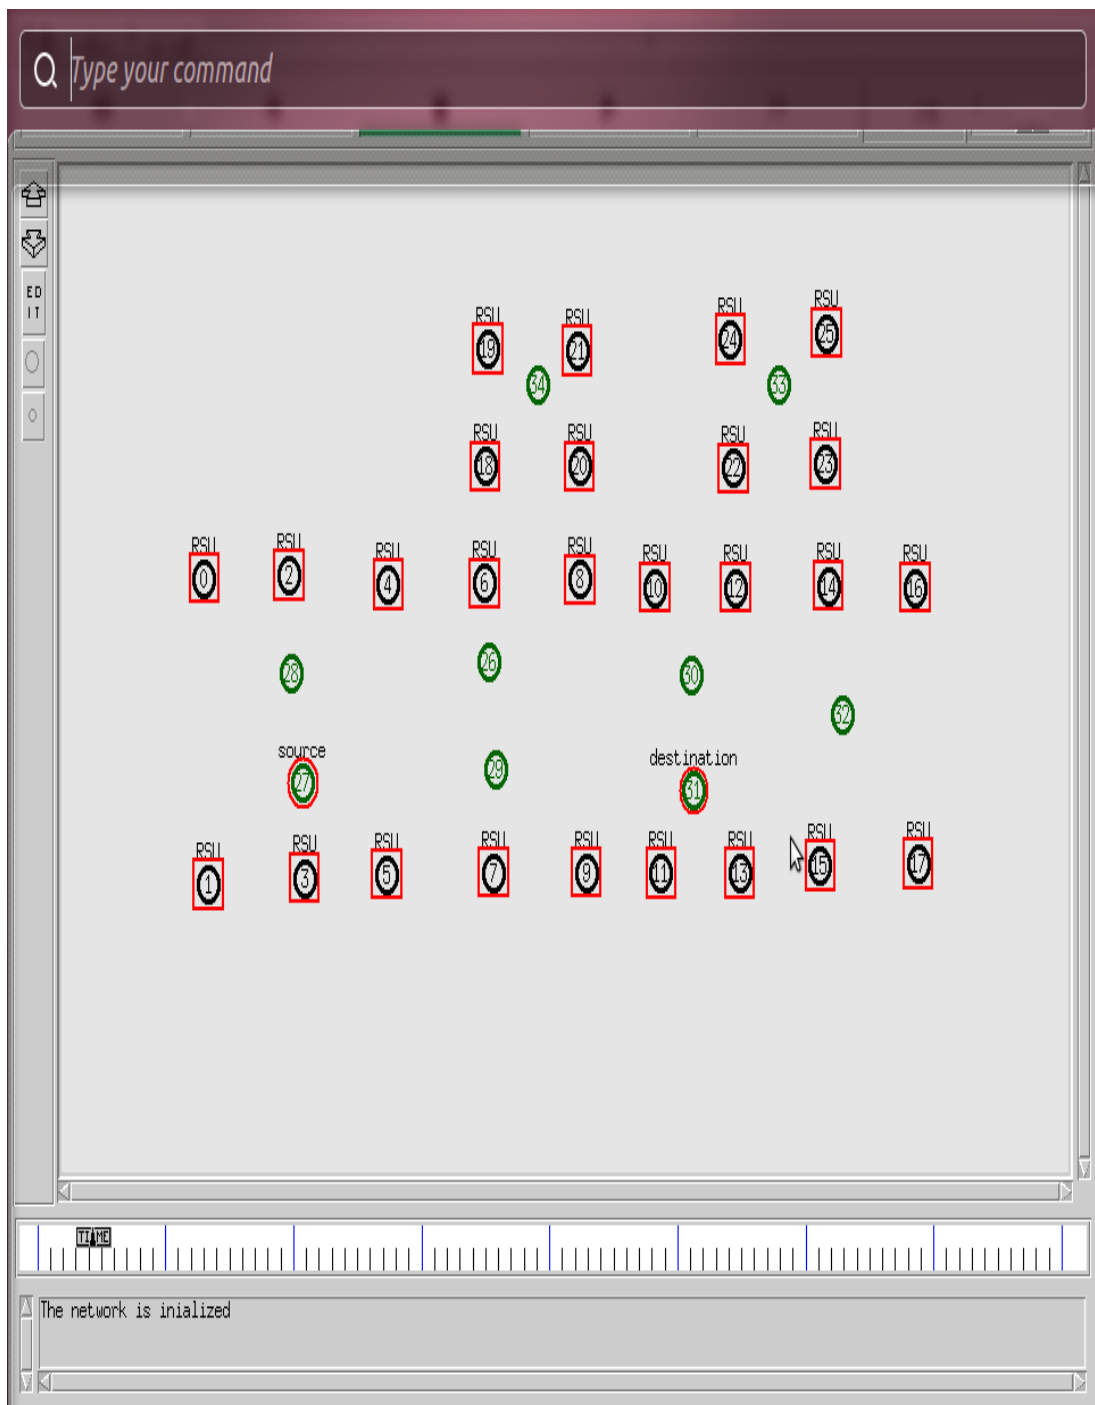 Type your command
ED
IT
RSU RSU RSU RSU
19 21 24 25
34 33
RSU RSU RSU RSU
18 20 22 23
RSU RSU RSU RSU RSU RSU RSU RSU RSU
0 2 4 6 8 10 12 14 16
28 26 30
32
source destination
27 29 31
RSU RSU RSU RSU RSU RSU RSU RSU RSU
1 3 5 7 9 11 13 15 17
TIME
The network is inialized